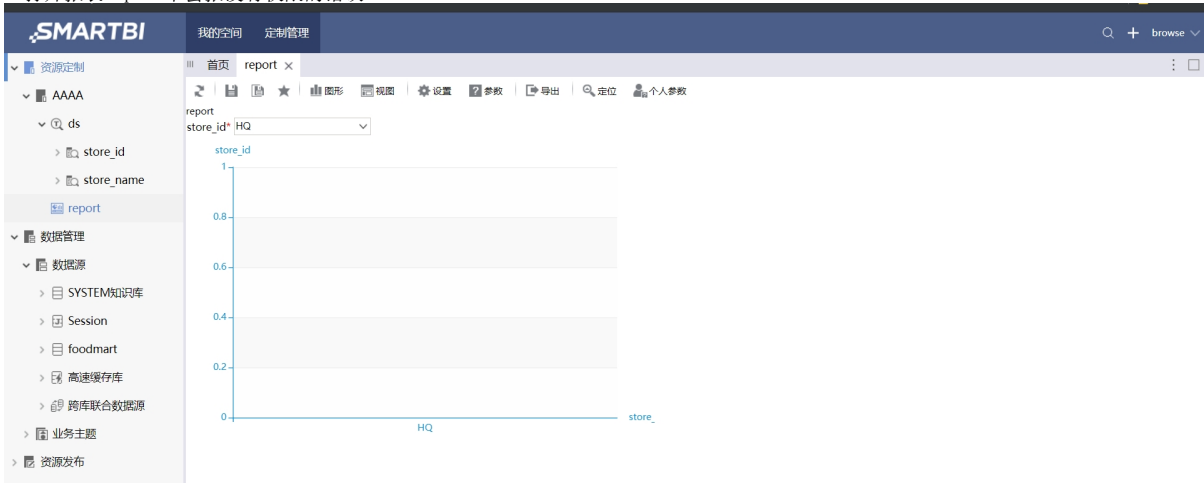 SMARTBI
我的空间 定制管理
browse
资源定制
AAAA
ds
store_id
store_name
report
数据管理
数据源
SYSTEM知识库
Session
foodmart
高速缓存库
跨库联合数据源
业务主题
资源发布
首页 report
图形 视图 设置 参数 导出 定位 个人参数
report
store_id* HQ
store_id
1
0.8
0.6
0.4
0.2
0
HQ
store_